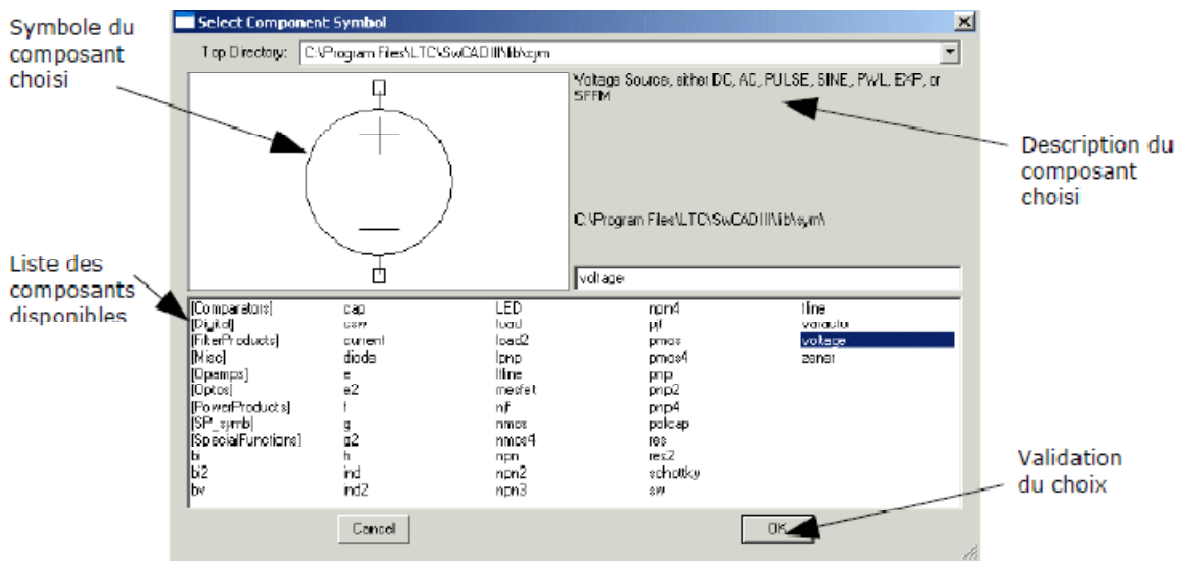 Select Component Symbol
Symbole du
composant
choisi
Top Directory: C:\Program Files\LTC\SwCADIII\lib\sym
Voltage Source, either DC, AC, PULSE, SINE, PWL, EXP, or
SFFM
Description du
composant
choisi
C:\Program Files\LTC\SwCADIII\lib\sym\
Liste des
composants
disponibles
voltage
[Comparators]
[Digital]
[FilterProducts]
[Misc]
[Opamps]
[Optos]
[PowerProducts]
[SpecialFunctions]
bi
bi2
bv
cap
csw
current
diode
e
e2
f
g
g2
h
ind
ind2
LED
load
load2
lpnp
ltline
mesfet
njf
nmos
nmos4
npn
npn2
npn3
npn4
pjf
pmos
pmos4
pnp
pnp2
pnp4
polcap
res
res2
schottky
sw
tline
varactor
voltage
zener
Validation
du choix
Cancel
OK